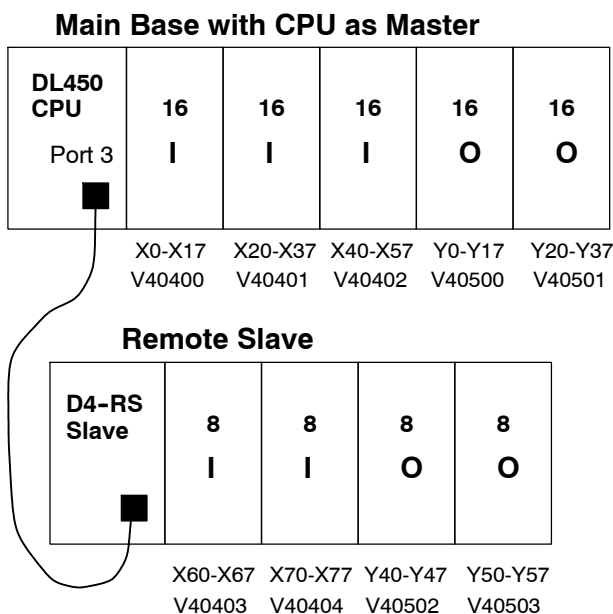 Main Base with CPU as Master
DL450
CPU
Port 3
16 16 16 16 16
I I I O O
X0-X17 X20-X37 X40-X57 Y0-Y17 Y20-Y37
V40400 V40401 V40402 V40500 V40501
Remote Slave
D4-RS
Slave
8 8 8 8
I I O O
X60-X67 X70-X77 Y40-Y47 Y50-Y57
V40403 V40404 V40502 V40503